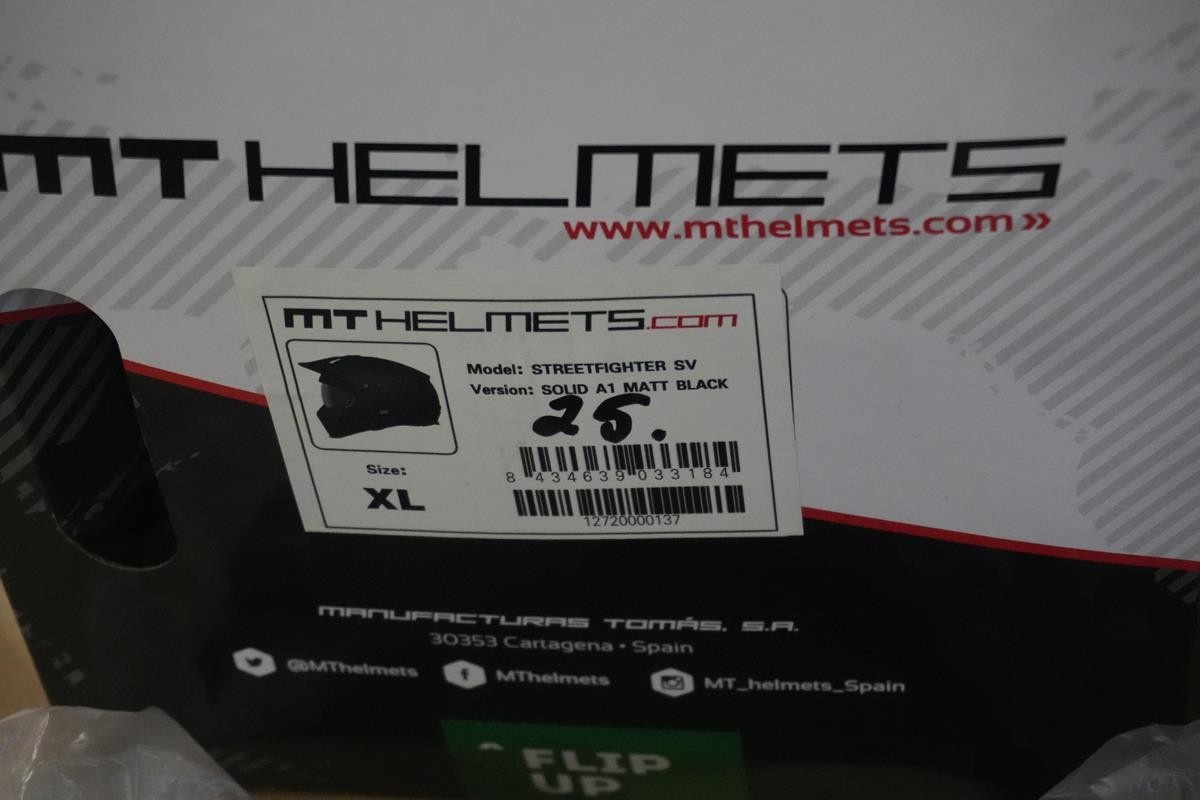 MT HELMETS
www.mthelmets.com »
MT HELMETS.com
Model: STREETFIGHTER SV
Version: SOLID A1 MATT BLACK
25.
Size:
XL
8 434639 033184
12720000137
MANUFACTURAS TOMÁS, S.A.
30353 Cartagena • Spain
@MThelmets MThelmets MT_helmets_Spain
FLIP
UP